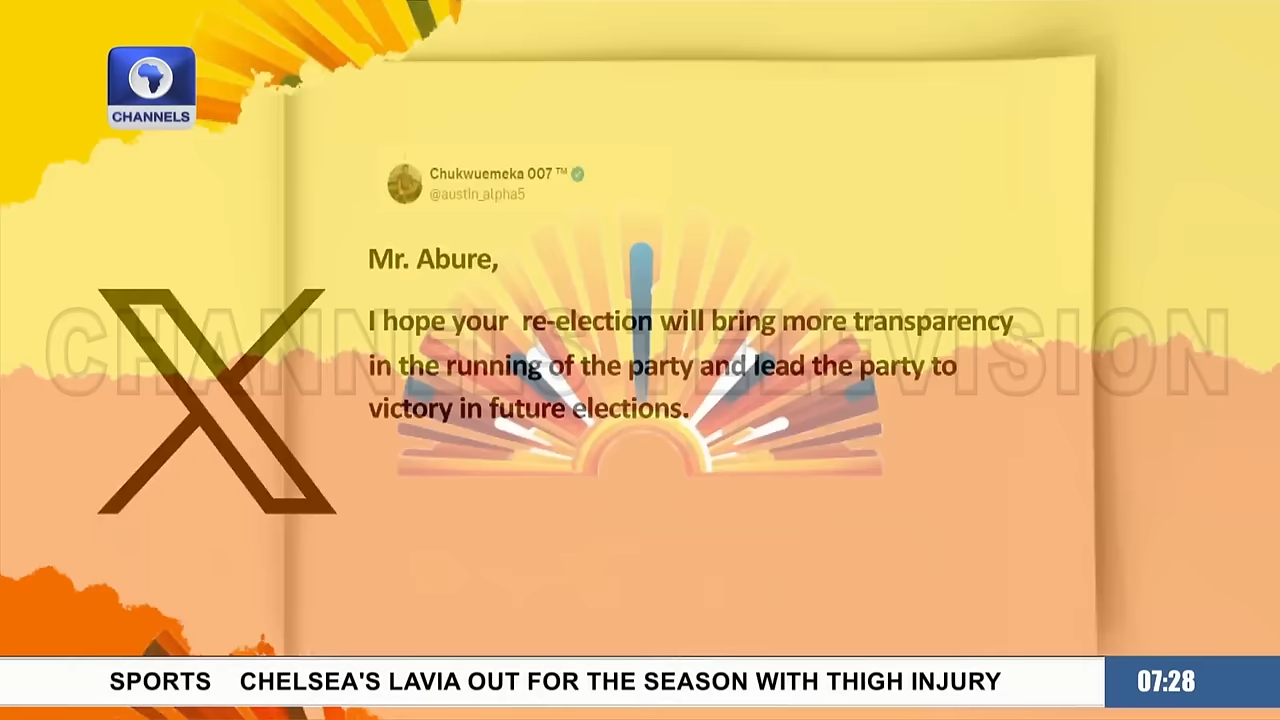 CHANNELS
Chukwuemeka 007 ™
@austin_alpha5
Mr. Abure,
I hope your re-election will bring more transparency
in the running of the party and lead the party to
victory in future elections.
CHANNELS TELEVISION
SPORTS CHELSEA'S LAVIA OUT FOR THE SEASON WITH THIGH INJURY
07:28